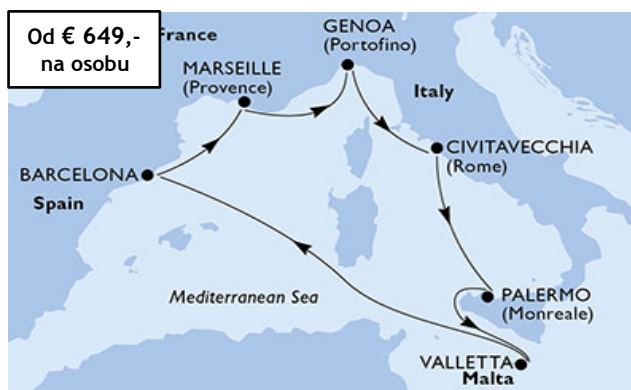 Od € 649,-
na osobu
France
GENOA
(Portofino)
MARSEILLE
(Provence)
Italy
CIVITAVECCHIA
(Rome)
BARCELONA
Spain
Mediterranean Sea
PALERMO
(Monreale)
VALLETTA
Malta